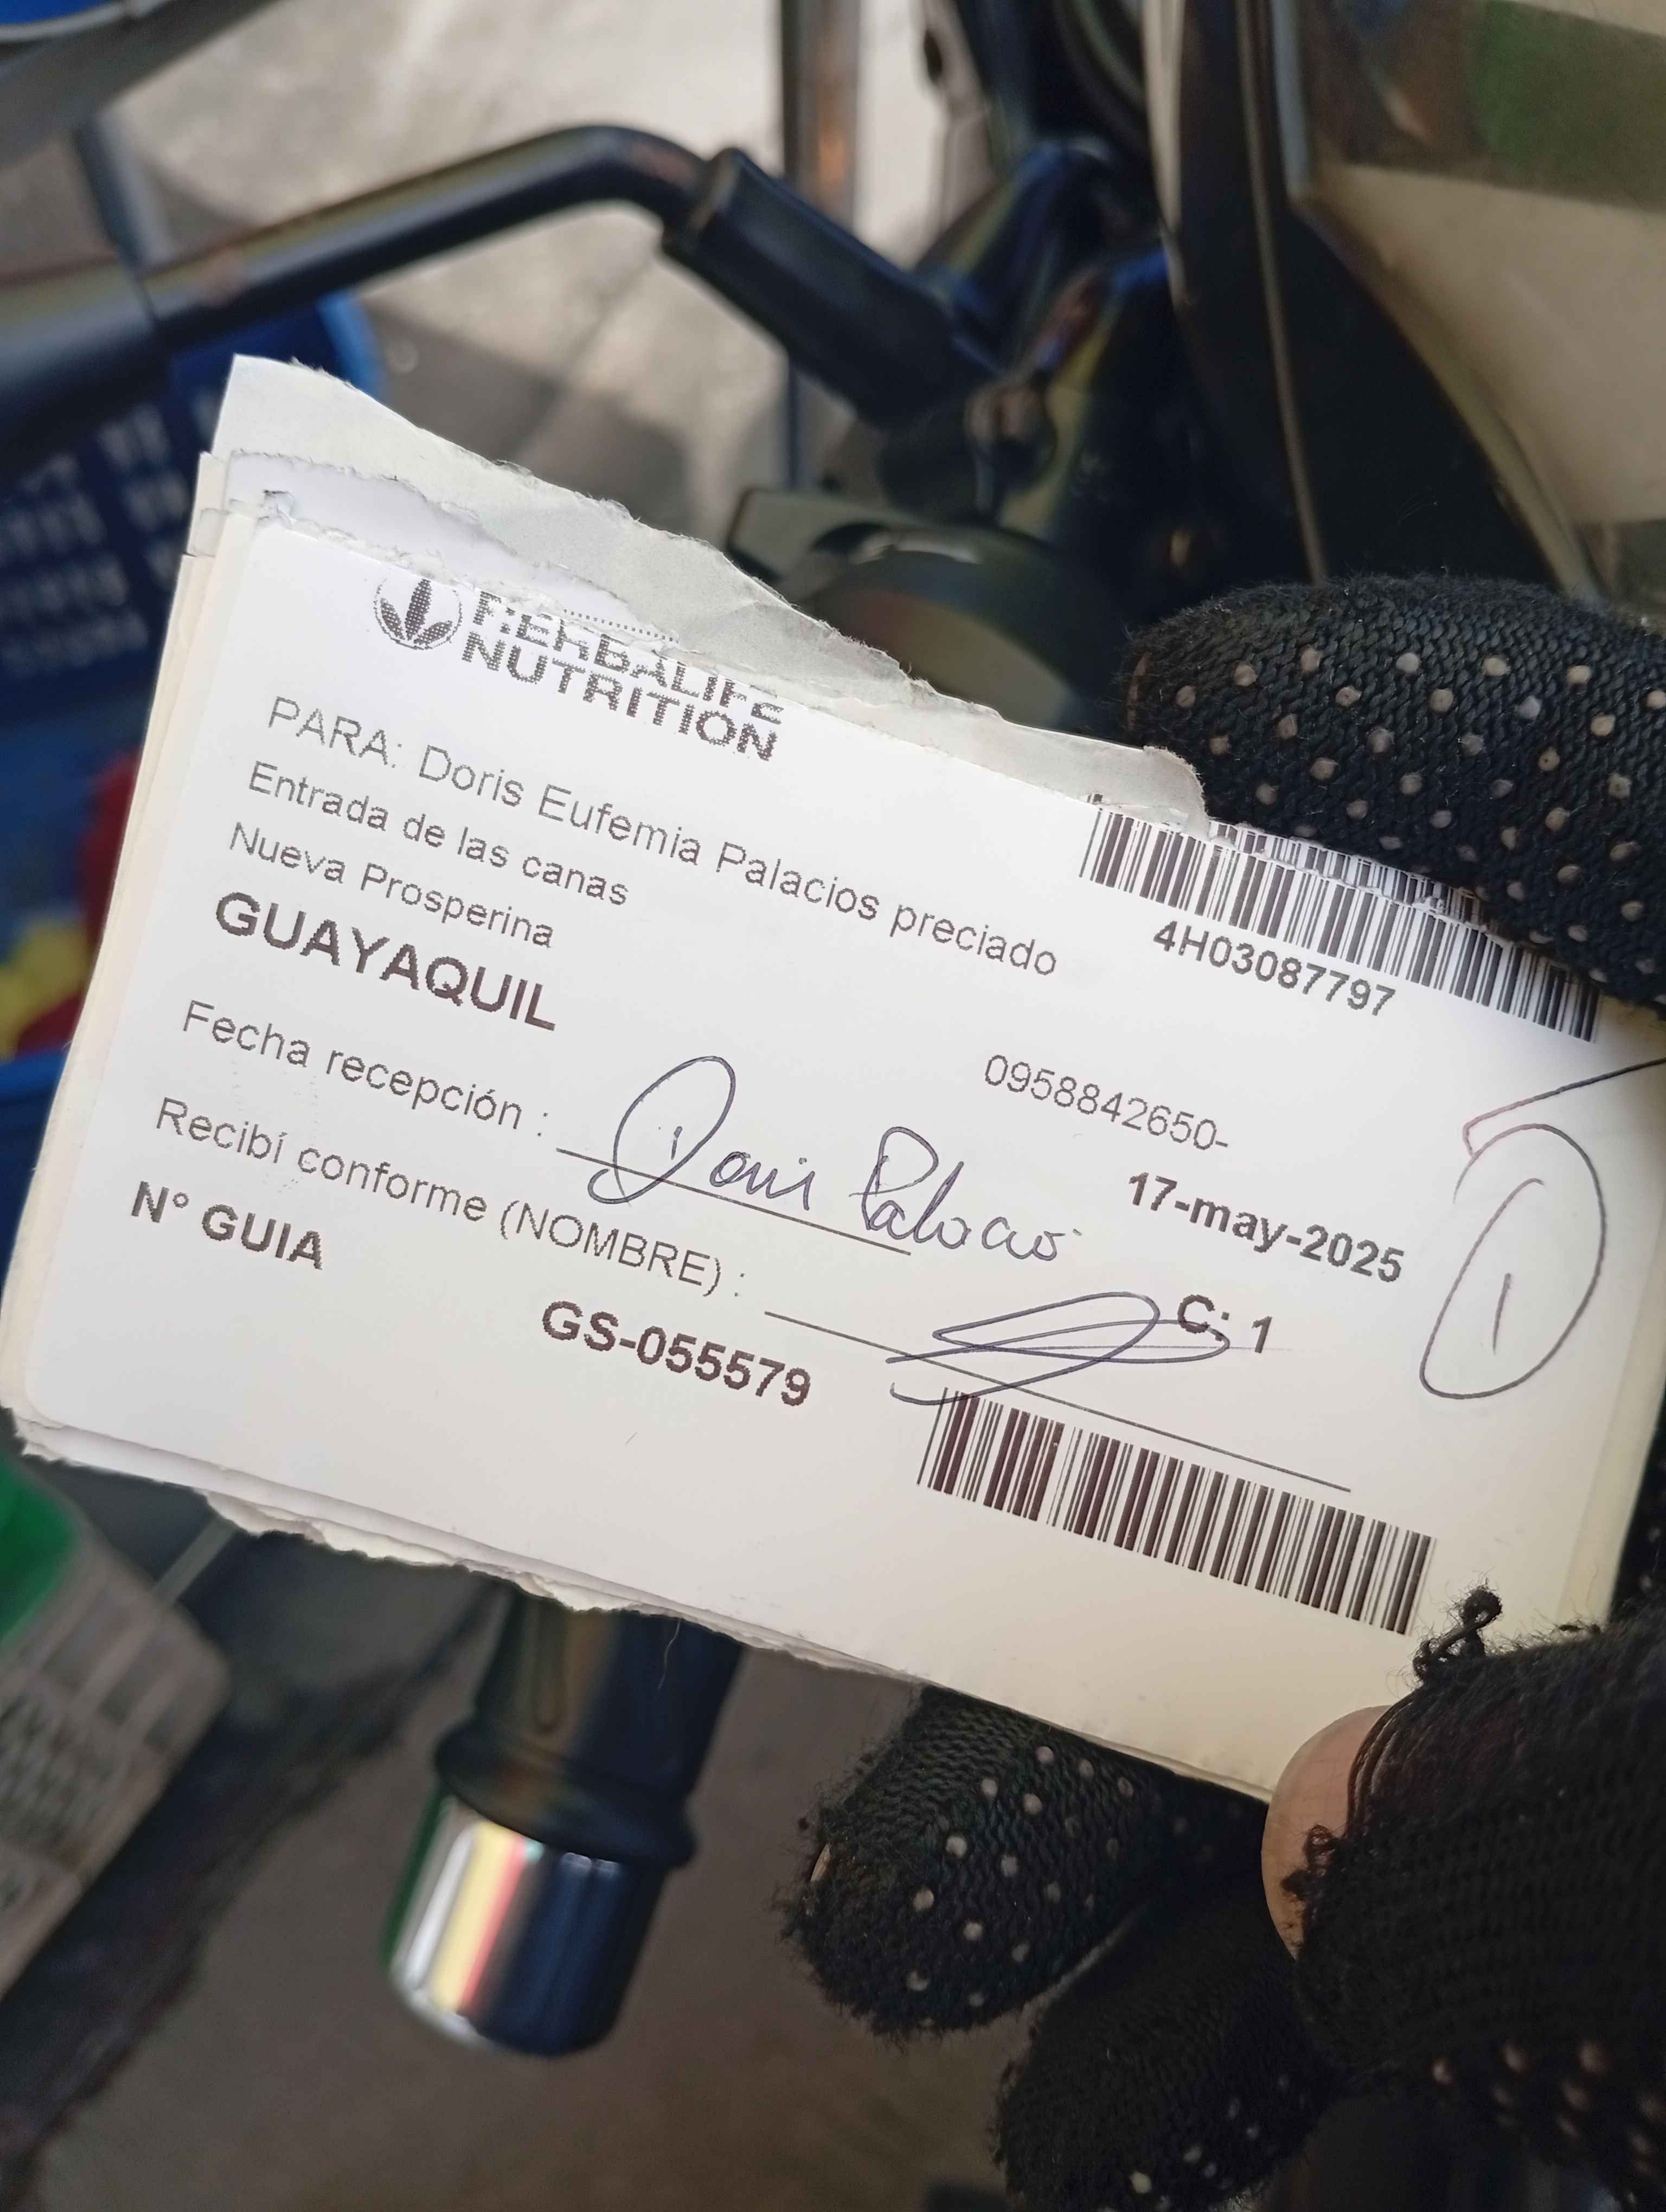 HERBALIFE
NUTRITION
4H03087797
PARA: Doris Eufemia Palacios preciado
Entrada de las canas
Nueva Prosperina
0958842650-
GUAYAQUIL
17-may-2025
Fecha recepción : Doris Palacios
C: 1
Recibí conforme (NOMBRE) :
N° GUIA
GS-055579